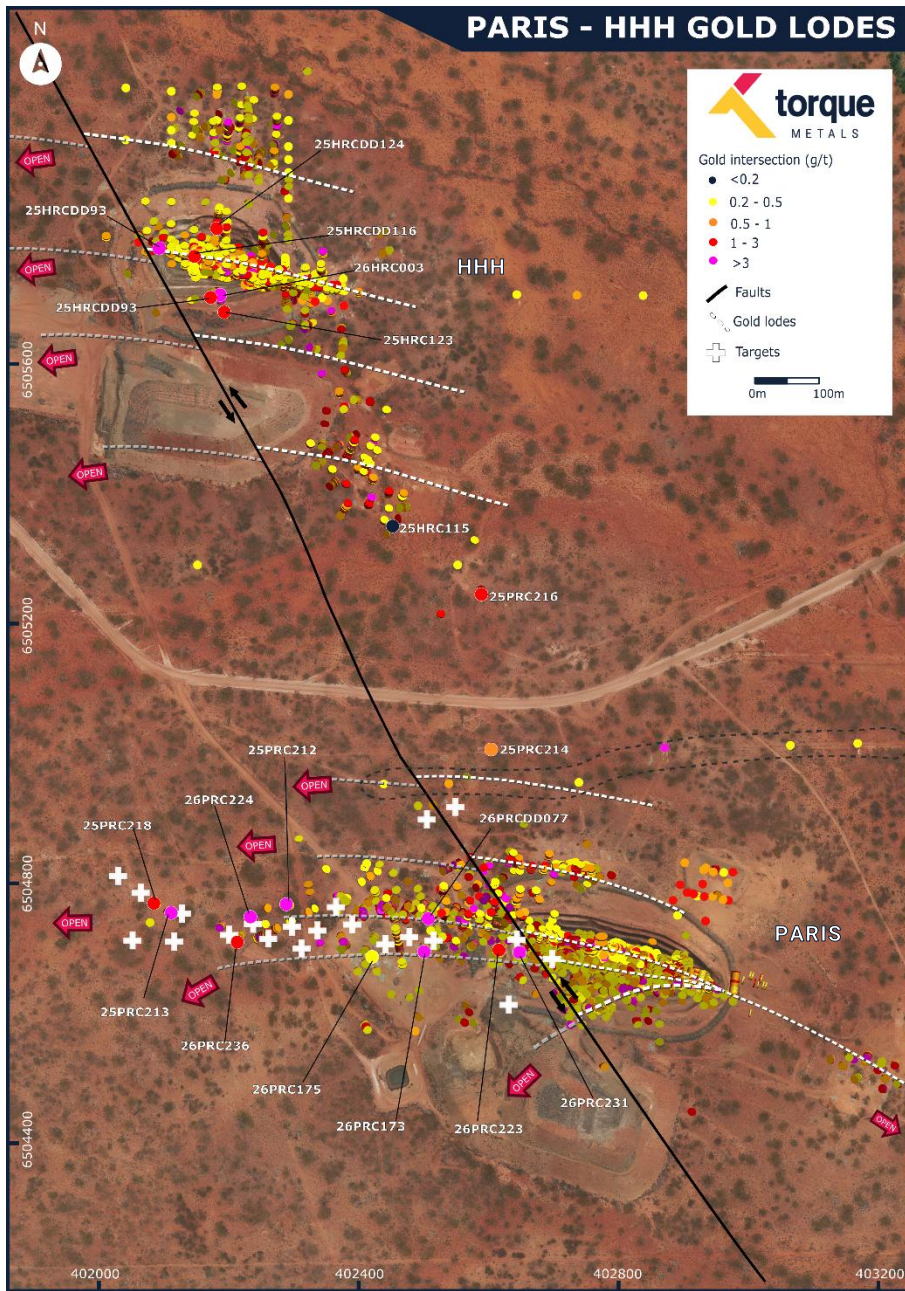 PARIS - HHH GOLD LODES
N
torque
METALS
Gold intersection (g/t)
<0.2
0.2 - 0.5
0.5 - 1
1 - 3
>3
Faults
Gold lodes
Targets
0m 100m
25HRCDD124
OPEN
25HRCDD93
25HRCDD116
26HRC003
HHH
OPEN
25HRCDD93
25HRC123
6505600
OPEN
OPEN
25HRC115
25PRC216
6505200
25PRC212
25PRC214
OPEN
26PRC224
26PRCDD077
25PRC218
OPEN
6504800
OPEN
PARIS
OPEN
25PRC213
26PRC236
26PRC175
26PRC173
26PRC223
26PRC231
OPEN
OPEN
6504400
402000
402400
402800
403200